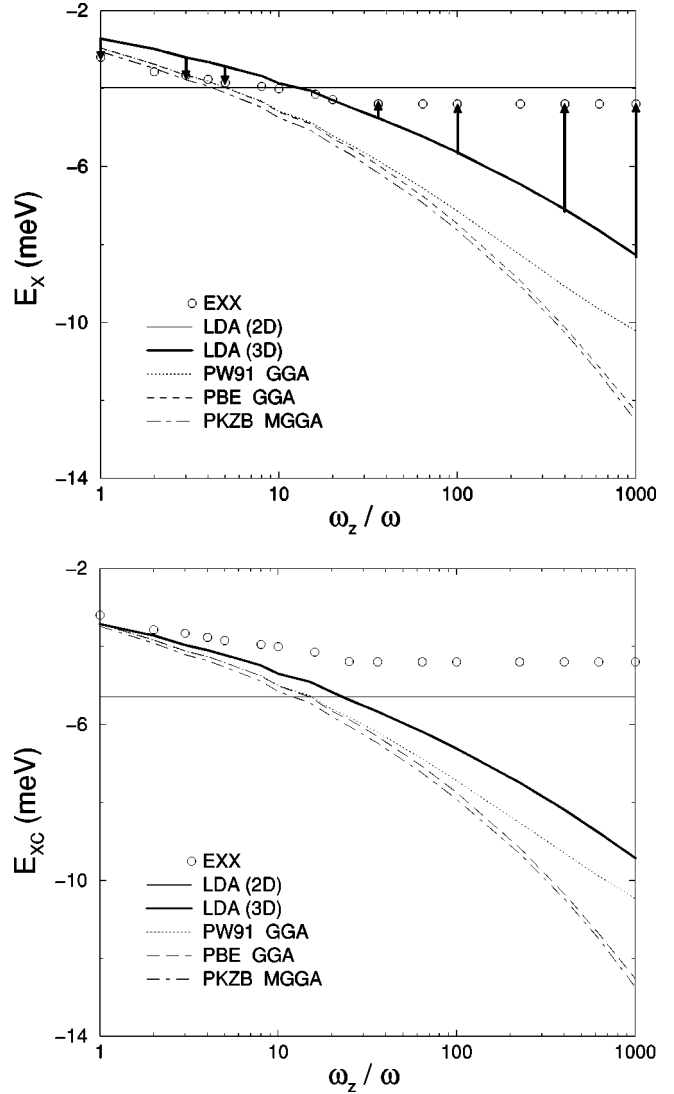 -2
-6
-10
-14
E_X (meV)
EXX
LDA (2D)
LDA (3D)
PW91 GGA
PBE GGA
PKZB MGGA
1
10
100
1000
ω_z / ω
-2
-6
-10
-14
E_XC (meV)
EXX
LDA (2D)
LDA (3D)
PW91 GGA
PBE GGA
PKZB MGGA
1
10
100
1000
ω_z / ω